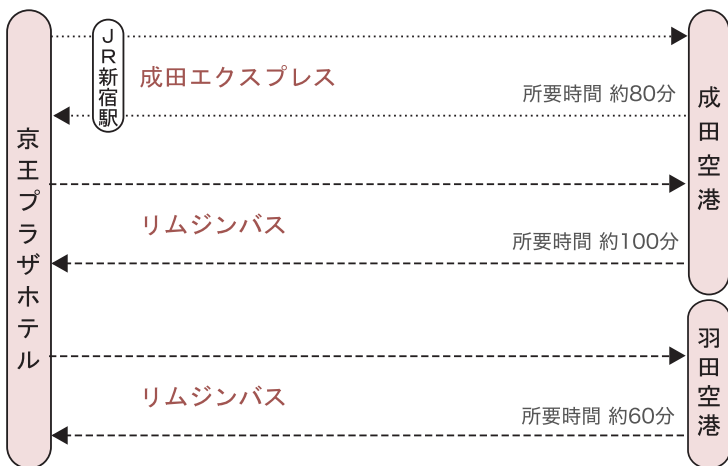 京王プラザホテル
JR新宿駅
成田エクスプレス
所要時間 約80分
成田空港
リムジンバス
所要時間 約100分
リムジンバス
所要時間 約60分
羽田空港